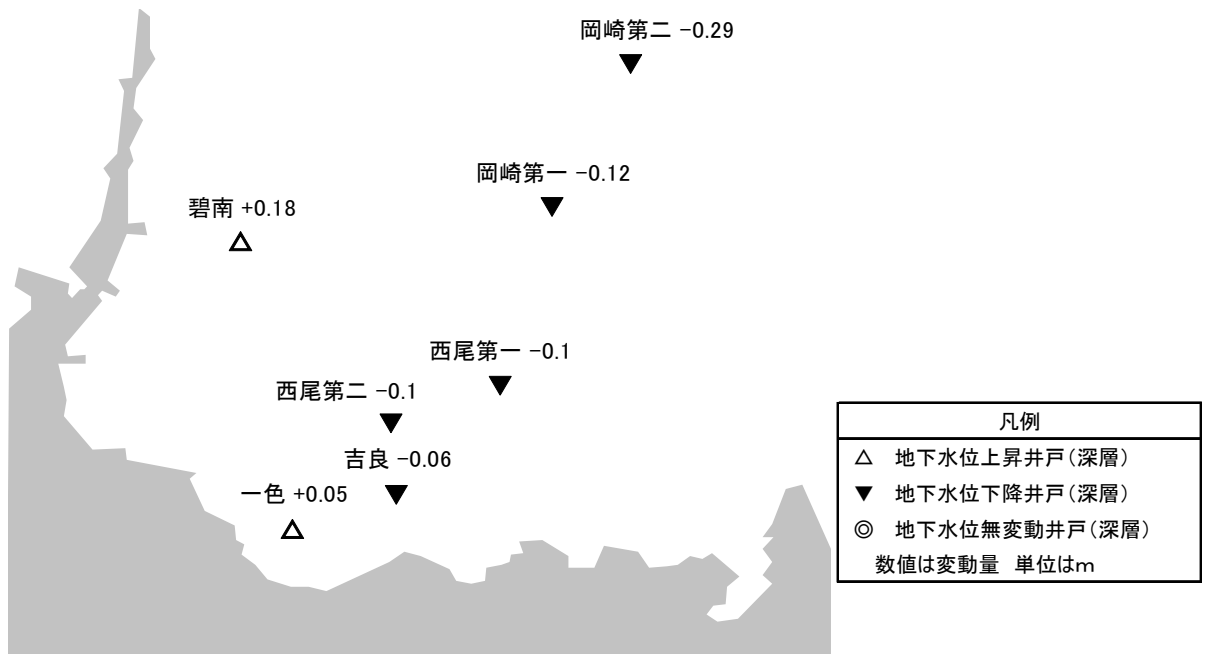 岡崎第二 -0.29
岡崎第一 -0.12
碧南 +0.18
西尾第一 -0.1
西尾第二 -0.1
吉良 -0.06
一色 +0.05
凡例
△ 地下水位上昇井戸(深層)
▼ 地下水位下降井戸(深層)
◎ 地下水位無変動井戸(深層)
数値は変動量 単位はm